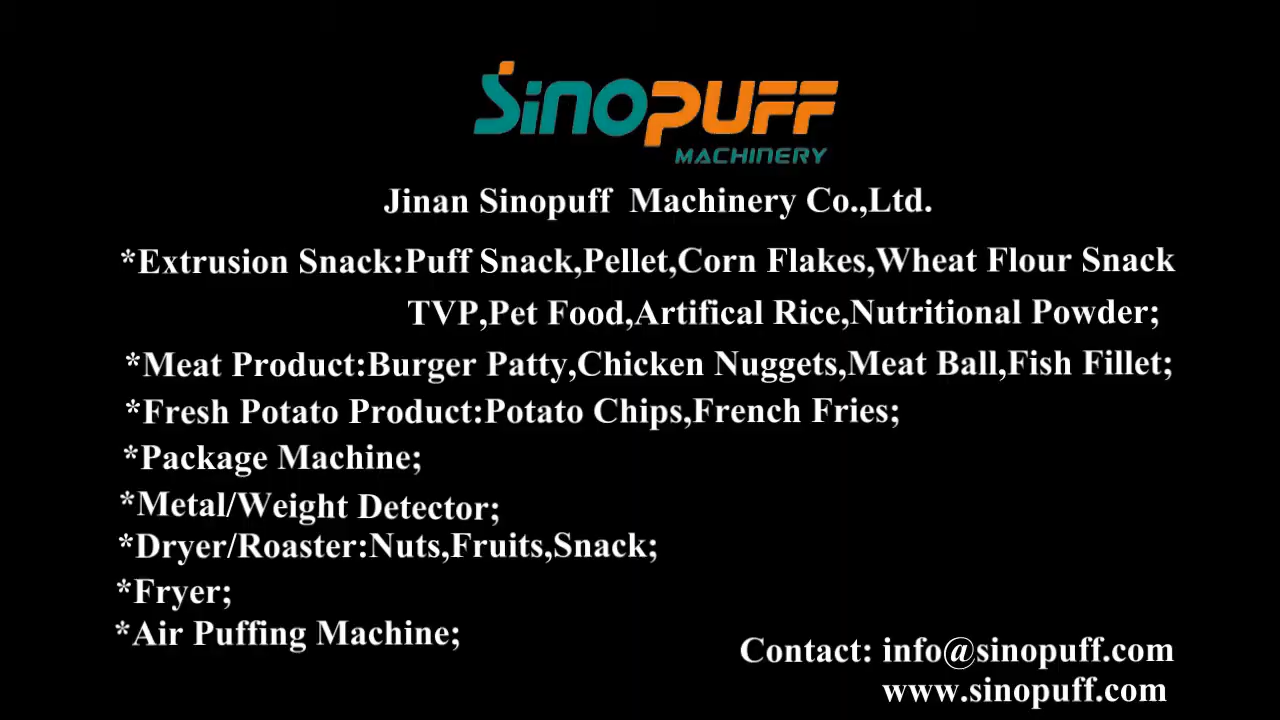 SinoPUFF
MACHINERY
Jinan Sinopuff Machinery Co.,Ltd.
*Extrusion Snack:Puff Snack,Pellet,Corn Flakes,Wheat Flour Snack
TVP,Pet Food,Artifical Rice,Nutritional Powder;
*Meat Product:Burger Patty,Chicken Nuggets,Meat Ball,Fish Fillet;
*Fresh Potato Product:Potato Chips,French Fries;
*Package Machine;
*Metal/Weight Detector;
*Dryer/Roaster:Nuts,Fruits,Snack;
*Fryer;
*Air Puffing Machine;
Contact: info@sinopuff.com
www.sinopuff.com